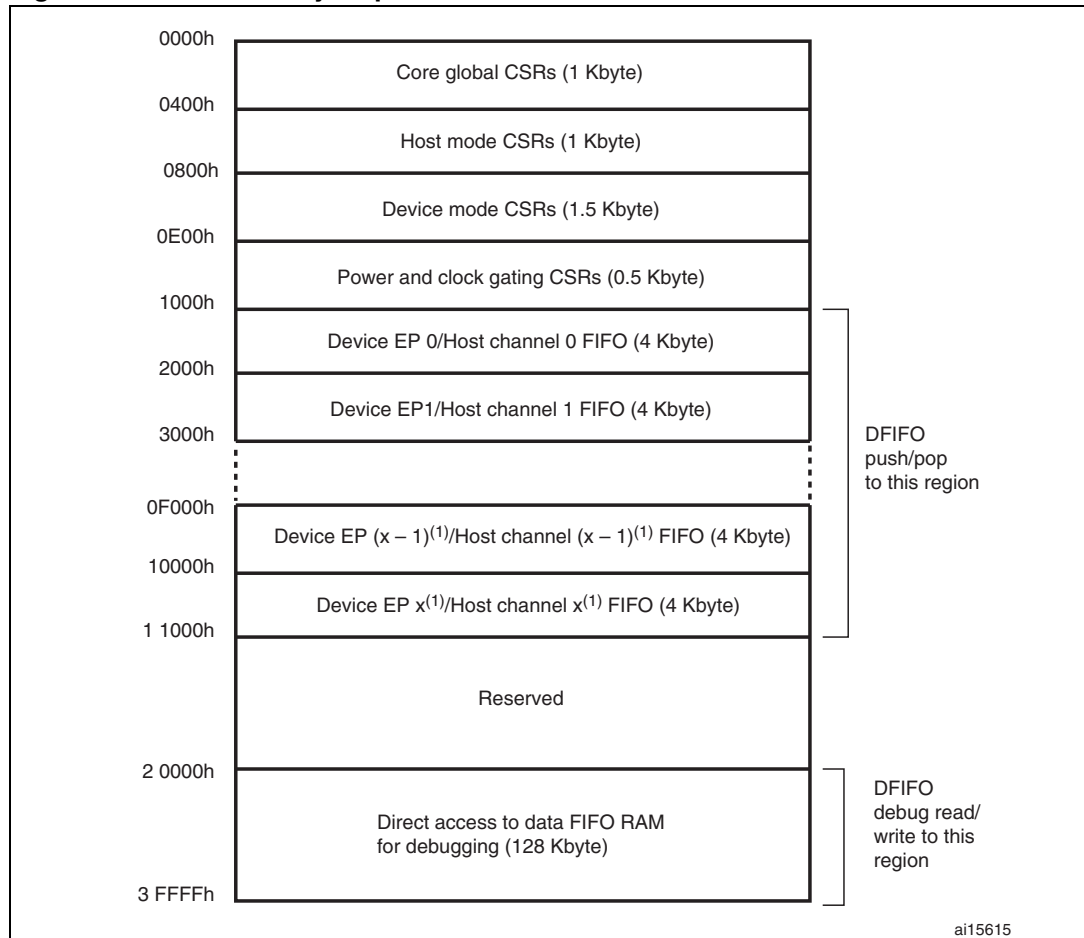 0000h
Core global CSRs (1 Kbyte)
0400h
Host mode CSRs (1 Kbyte)
0800h
Device mode CSRs (1.5 Kbyte)
0E00h
Power and clock gating CSRs (0.5 Kbyte)
1000h
Device EP 0/Host channel 0 FIFO (4 Kbyte)
2000h
Device EP1/Host channel 1 FIFO (4 Kbyte)
3000h
DFIFO
push/pop
to this region
0F000h
Device EP (x – 1)(1)/Host channel (x – 1)(1) FIFO (4 Kbyte)
10000h
Device EP x(1)/Host channel x(1) FIFO (4 Kbyte)
1 1000h
Reserved
2 0000h
Direct access to data FIFO RAM
for debugging (128 Kbyte)
DFIFO
debug read/
write to this
region
3 FFFFh
ai15615